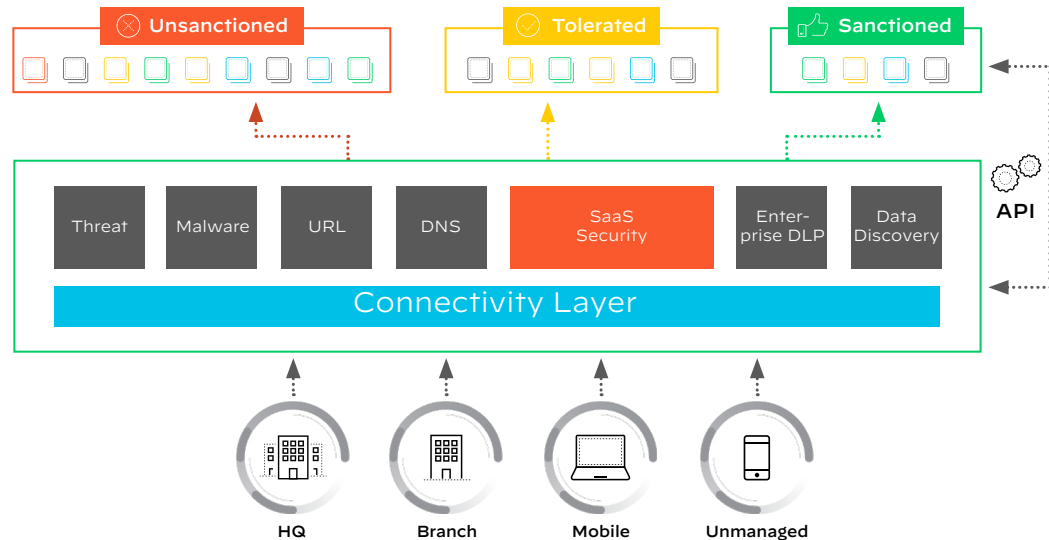 Unsanctioned
Tolerated
Sanctioned
Threat
Malware
URL
DNS
SaaS
Security
Enter-
prise DLP
Data
Discovery
API
Connectivity Layer
HQ
Branch
Mobile
Unmanaged